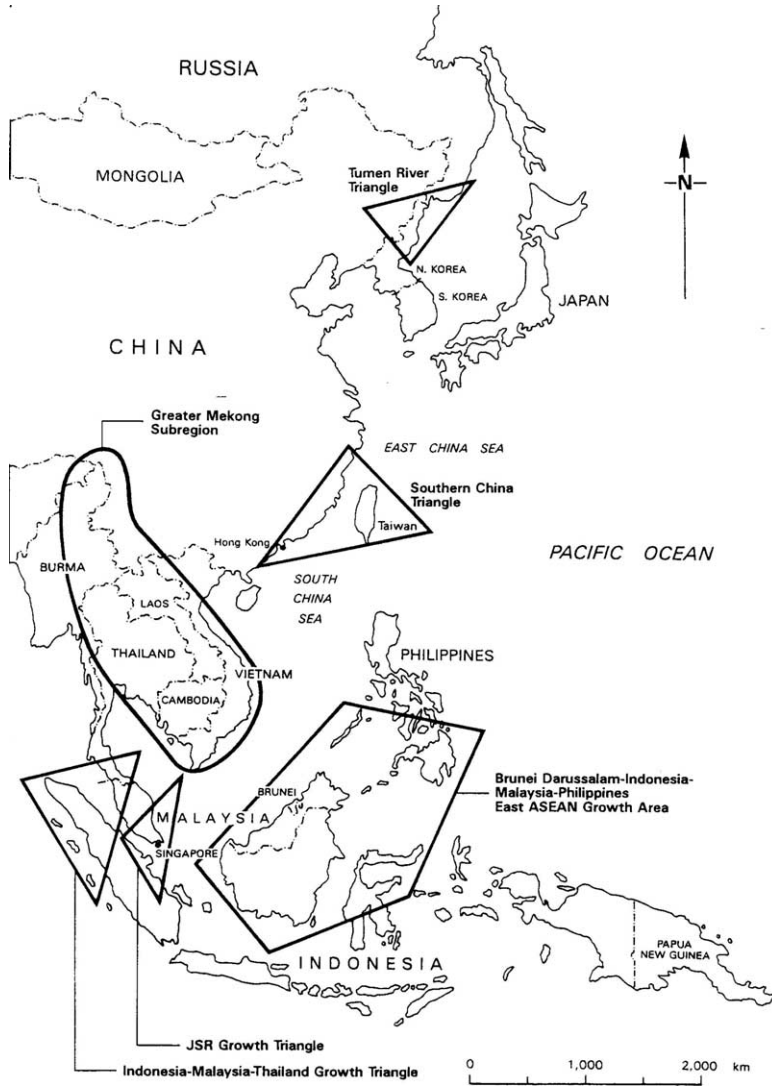 RUSSIA
MONGOLIA
Tumen River
Triangle
N
N. KOREA
S. KOREA
JAPAN
CHINA
Greater Mekong
Subregion
EAST CHINA SEA
Southern China
Triangle
Taiwan
Hong Kong
PACIFIC OCEAN
BURMA
SOUTH
CHINA
SEA
LAOS
THAILAND
PHILIPPINES
VIETNAM
CAMBODIA
Brunei Darussalam-Indonesia-
Malaysia-Philippines
East ASEAN Growth Area
BRUNEI
MALAYSIA
SINGAPORE
PAPUA
NEW GUINEA
INDONESIA
JSR Growth Triangle
Indonesia-Malaysia-Thailand Growth Triangle
0 1,000 2,000 km